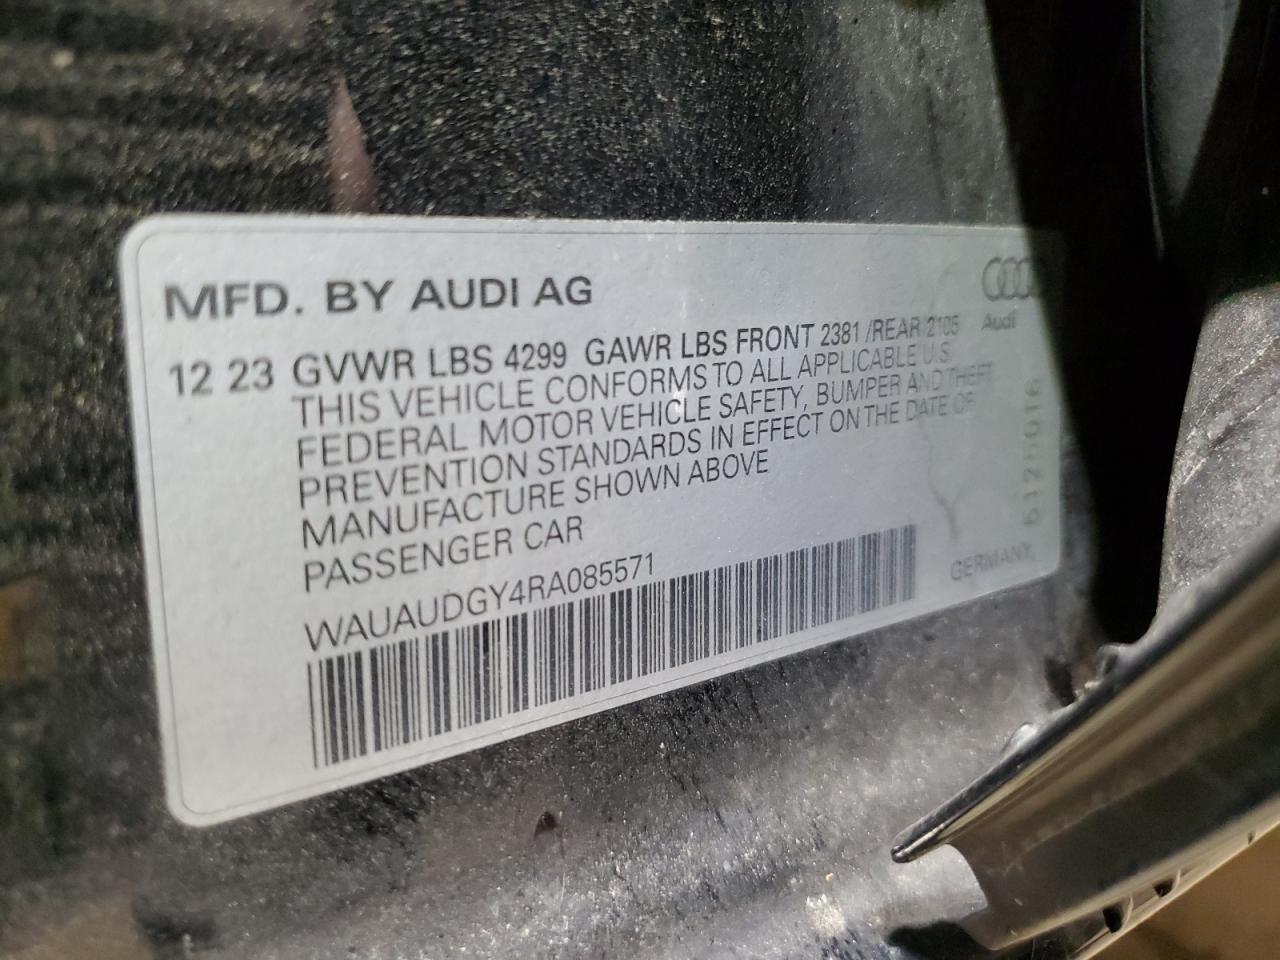 MFD. BY AUDI AG
Audi
12 23 GVWR LBS 4299 GAWR LBS FRONT 2381 /REAR 2105
THIS VEHICLE CONFORMS TO ALL APPLICABLE U.S.
FEDERAL MOTOR VEHICLE SAFETY, BUMPER AND THEFT
PREVENTION STANDARDS IN EFFECT ON THE DATE OF
MANUFACTURE SHOWN ABOVE
PASSENGER CAR
WAUAUDGY4RA085571
GERMANY
5125016